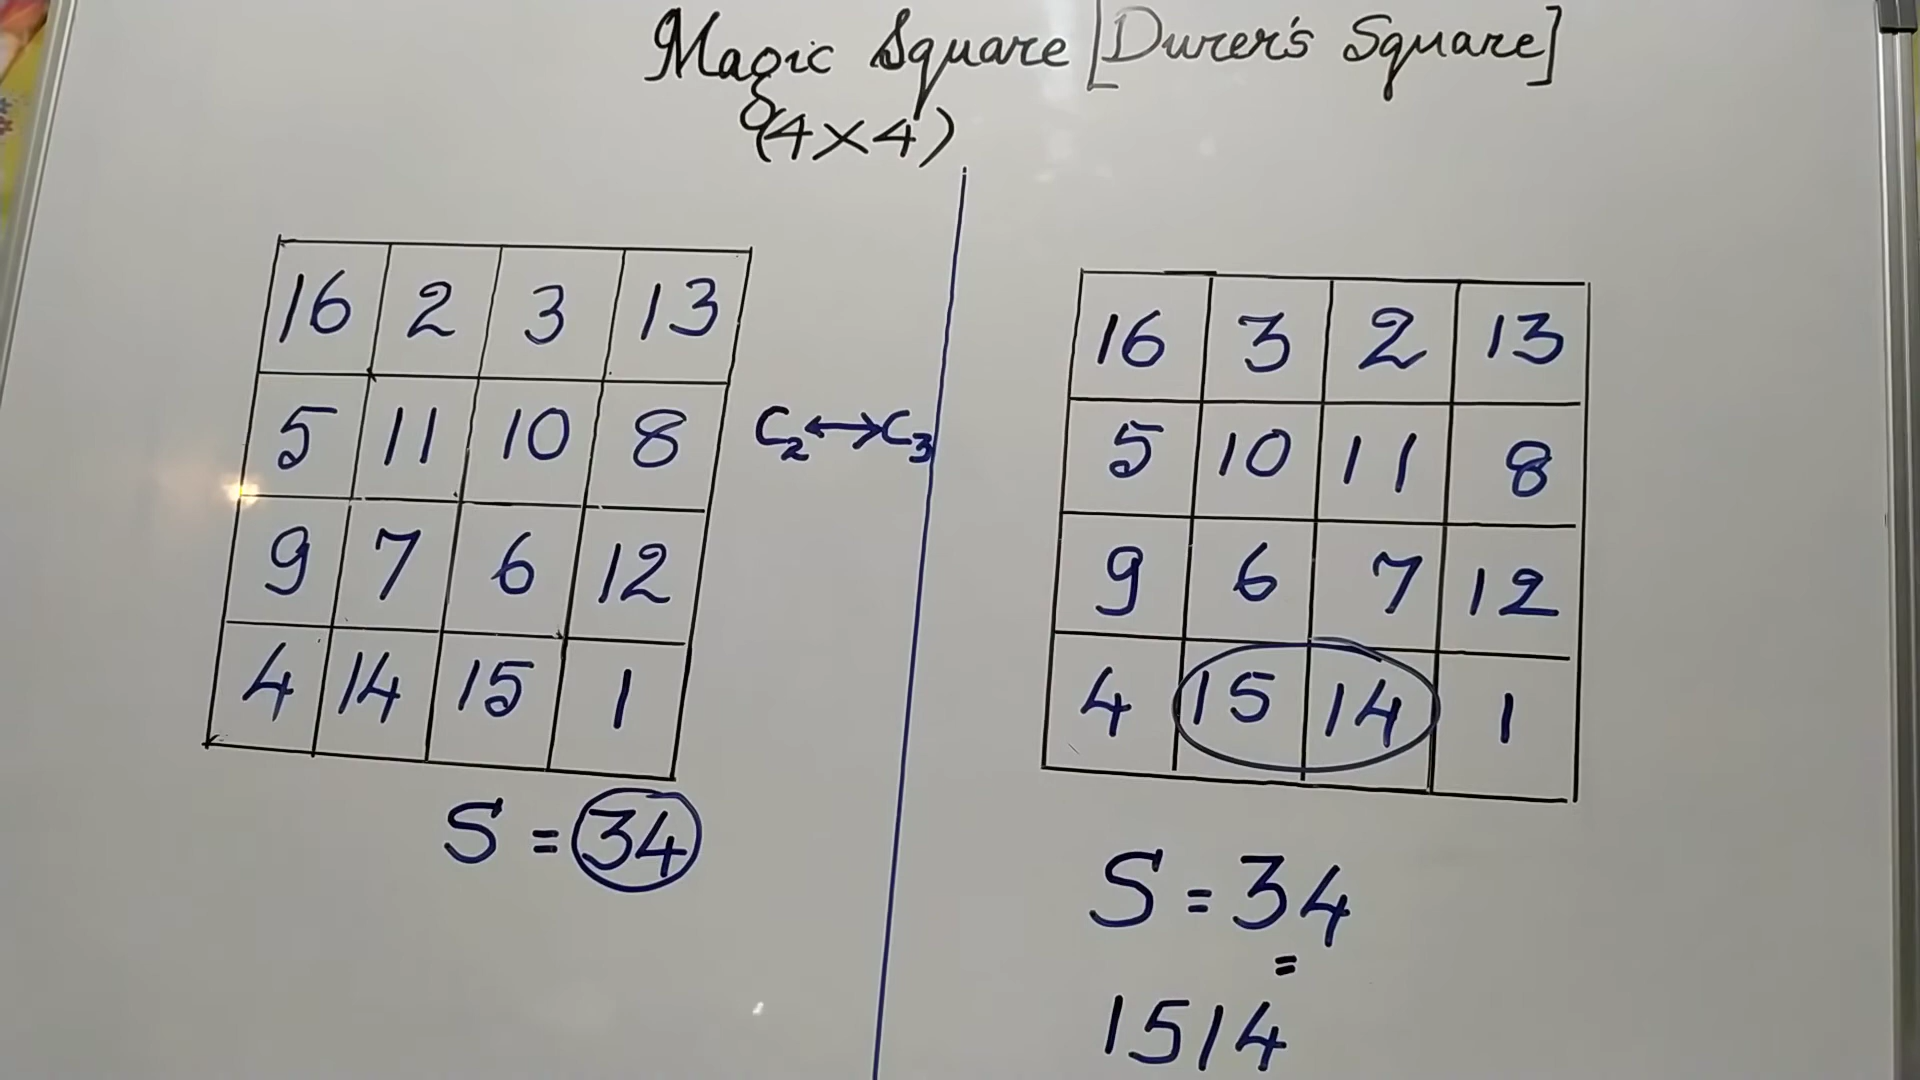 Magic Square [Durer's Square]
(4×4)
16 2 3 13
5 11 10 8
9 7 6 12
4 14 15 1
S = 34
C2↔C3
16 3 2 13
5 10 11 8
9 6 7 12
4 15 14 1
S = 34
=
1514